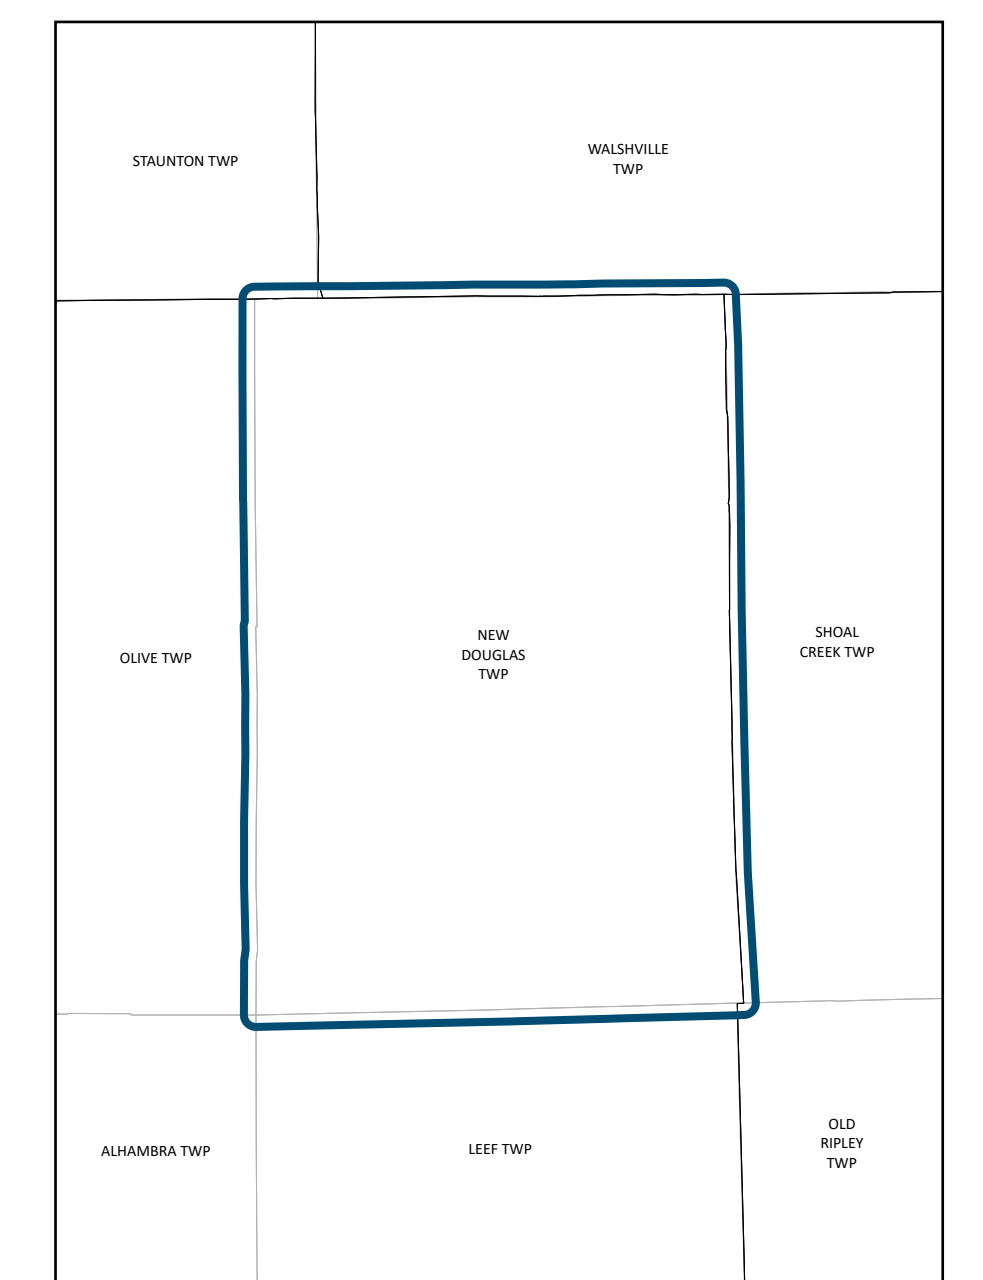 STAUNTON TWP
WALSHVILLE
TWP
OLIVE TWP
NEW
DOUGLAS
TWP
SHOAL
CREEK TWP
ALHAMBRA TWP
LEEF TWP
OLD
RIPLEY
TWP